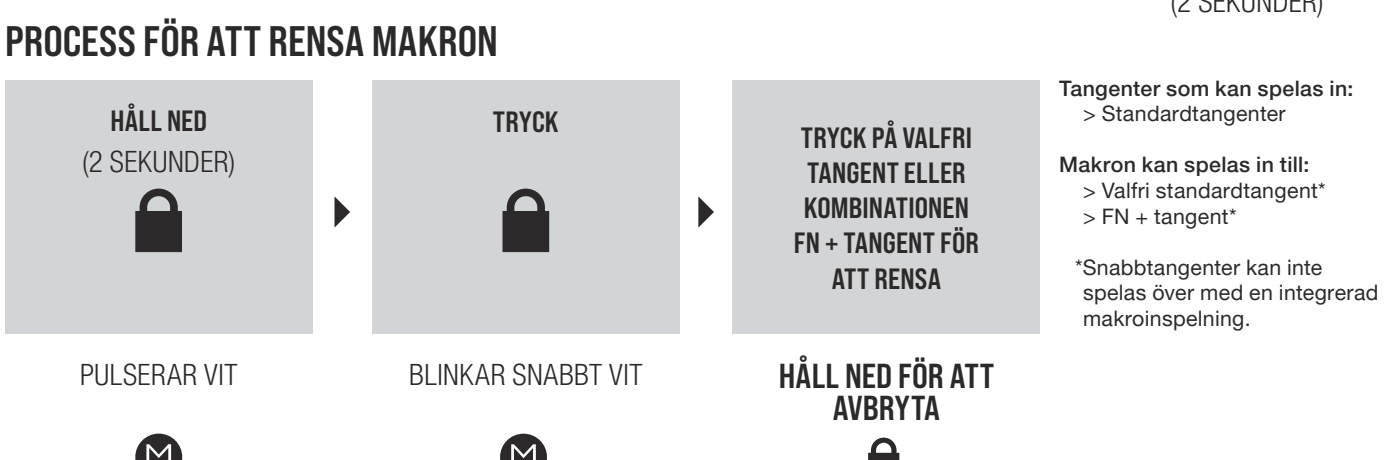 (2 SEKUNDER)
PROCESS FÖR ATT RENSA MAKRON
HÅLL NED
(2 SEKUNDER)
TRYCK
TRYCK PÅ VALFRI
TANGENT ELLER
KOMBINATIONEN
FN + TANGENT FÖR
ATT RENSA
PULSERAR VIT
BLINKAR SNABBT VIT
HÅLL NED FÖR ATT
AVBRYTA
M
M
Tangenter som kan spelas in:
> Standardtangenter
Makron kan spelas in till:
> Valfri standardtangent*
> FN + tangent*
*Snabbtangenter kan inte
spelas över med en integrerad
makroinspelning.